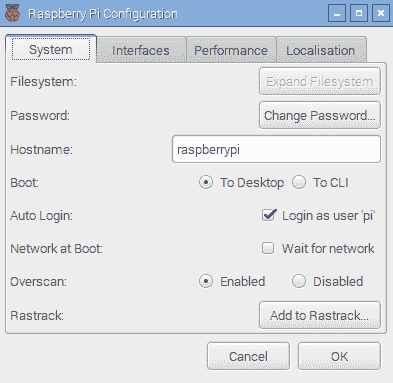 Raspberry Pi Configuration
System Interfaces Performance Localisation
Filesystem: Expand Filesystem
Password: Change Password...
Hostname: raspberrypi
Boot: To Desktop To CLI
Auto Login: Login as user 'pi'
Network at Boot: Wait for network
Overscan: Enabled Disabled
Rastrack: Add to Rastrack...
Cancel OK